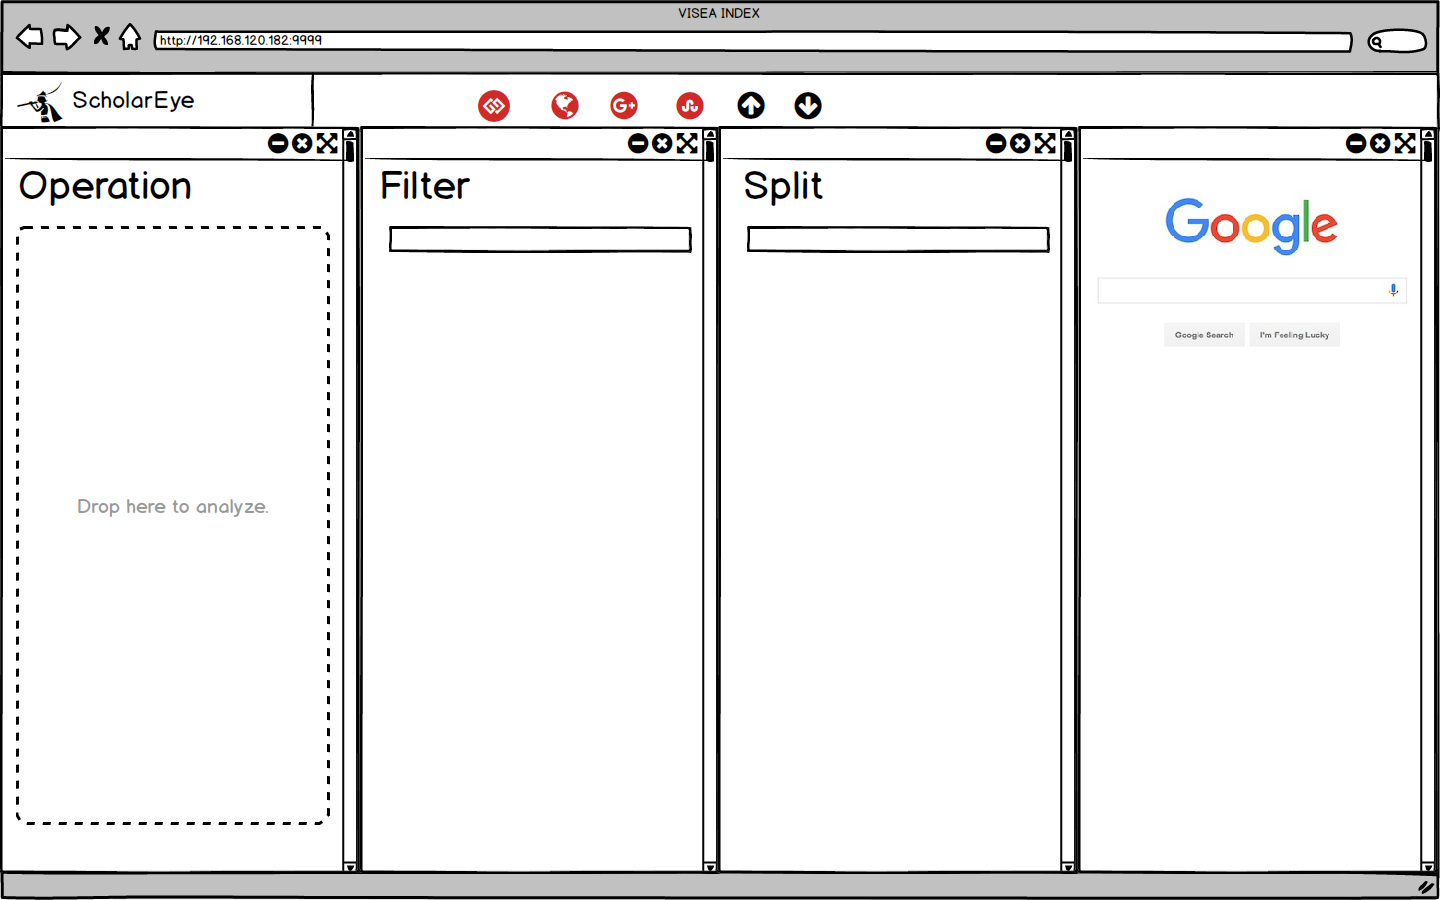 VISEA INDEX
http://192.168.120.182:9999
ScholarEye
G+
Operation
Drop here to analyze.
Filter
Split
Google
Google Search
I'm Feeling Lucky